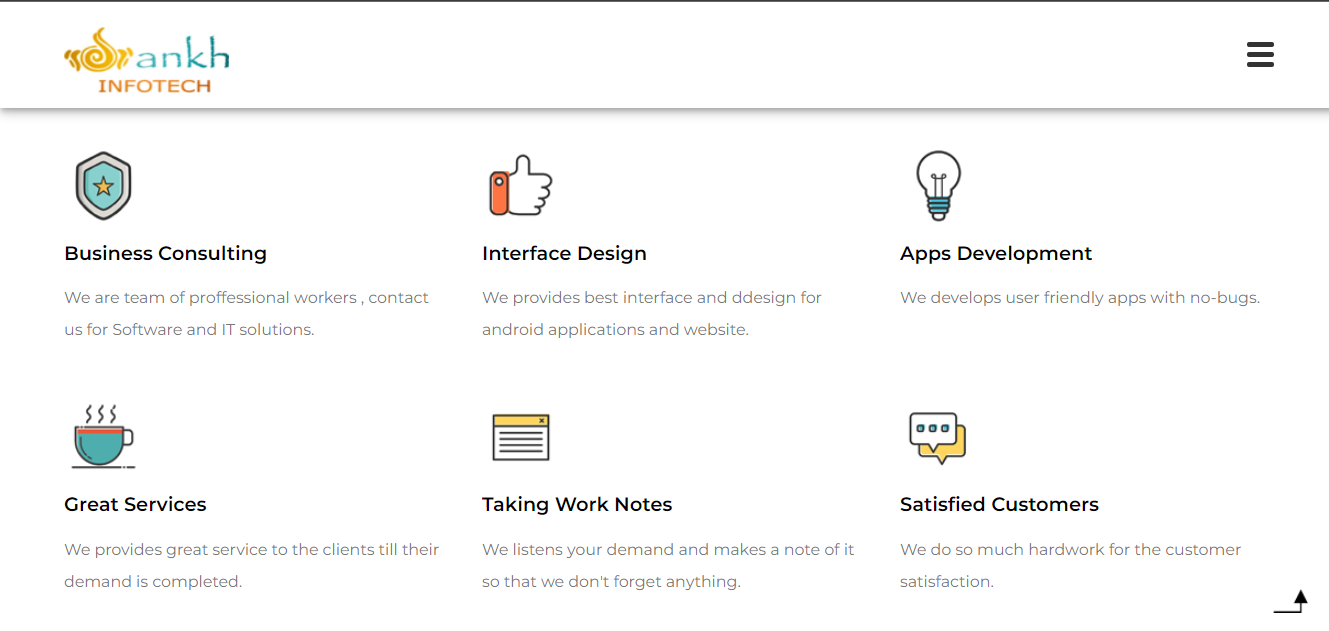 ankh
INFOTECH
Business Consulting
We are team of proffessional workers , contact
us for Software and IT solutions.
Interface Design
We provides best interface and ddesign for
android applications and website.
Apps Development
We develops user friendly apps with no-bugs.
Great Services
We provides great service to the clients till their
demand is completed.
Taking Work Notes
We listens your demand and makes a note of it
so that we don't forget anything.
Satisfied Customers
We do so much hardwork for the customer
satisfaction.